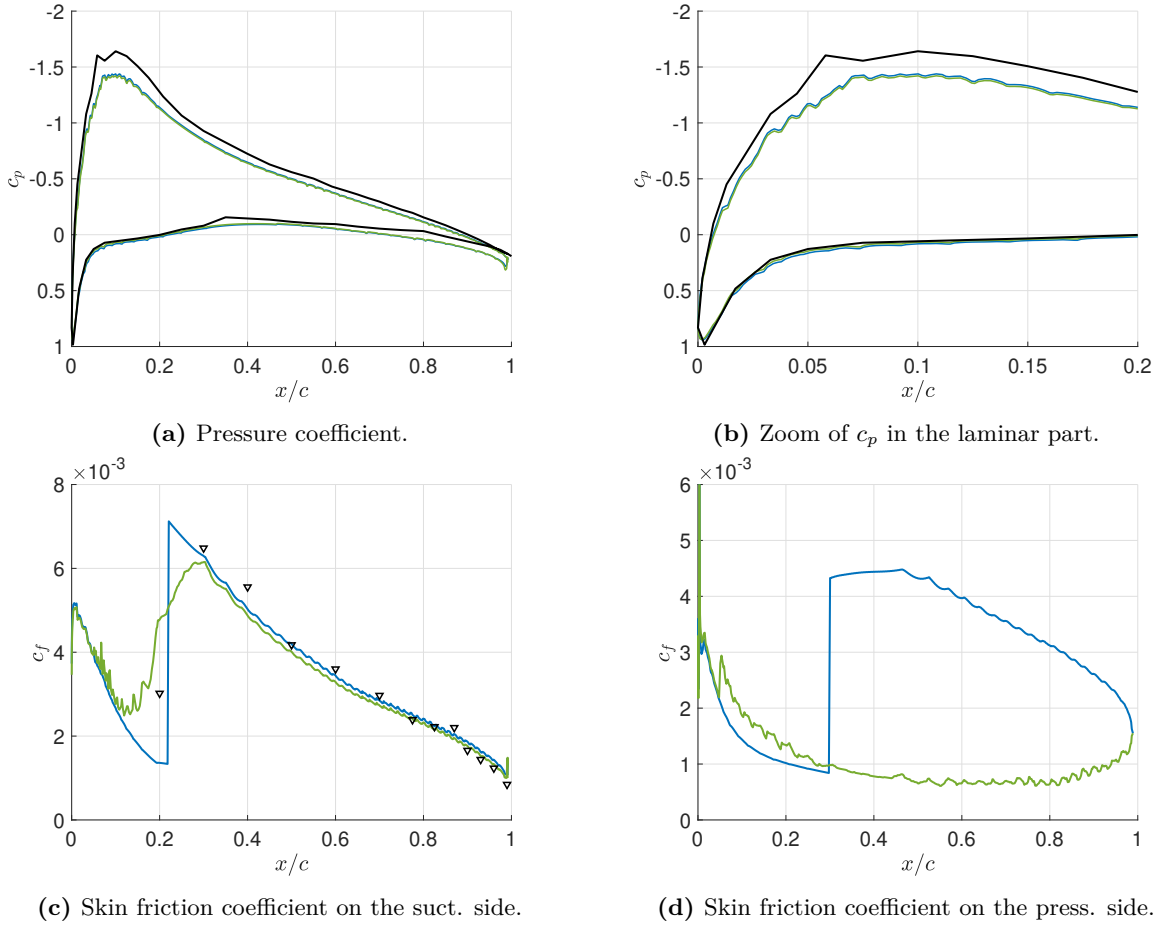 -2
-1.5
-1
-0.5
0
0.5
1
c_p
0 0.2 0.4 0.6 0.8 1
x/c
(a) Pressure coefficient.
-2
-1.5
-1
-0.5
0
0.5
1
c_p
0 0.05 0.1 0.15 0.2
x/c
(b) Zoom of c_p in the laminar part.
×10^-3
8
6
4
2
0
c_f
0 0.2 0.4 0.6 0.8 1
x/c
(c) Skin friction coefficient on the suct. side.
×10^-3
6
5
4
3
2
1
0
c_f
0 0.2 0.4 0.6 0.8 1
x/c
(d) Skin friction coefficient on the press. side.